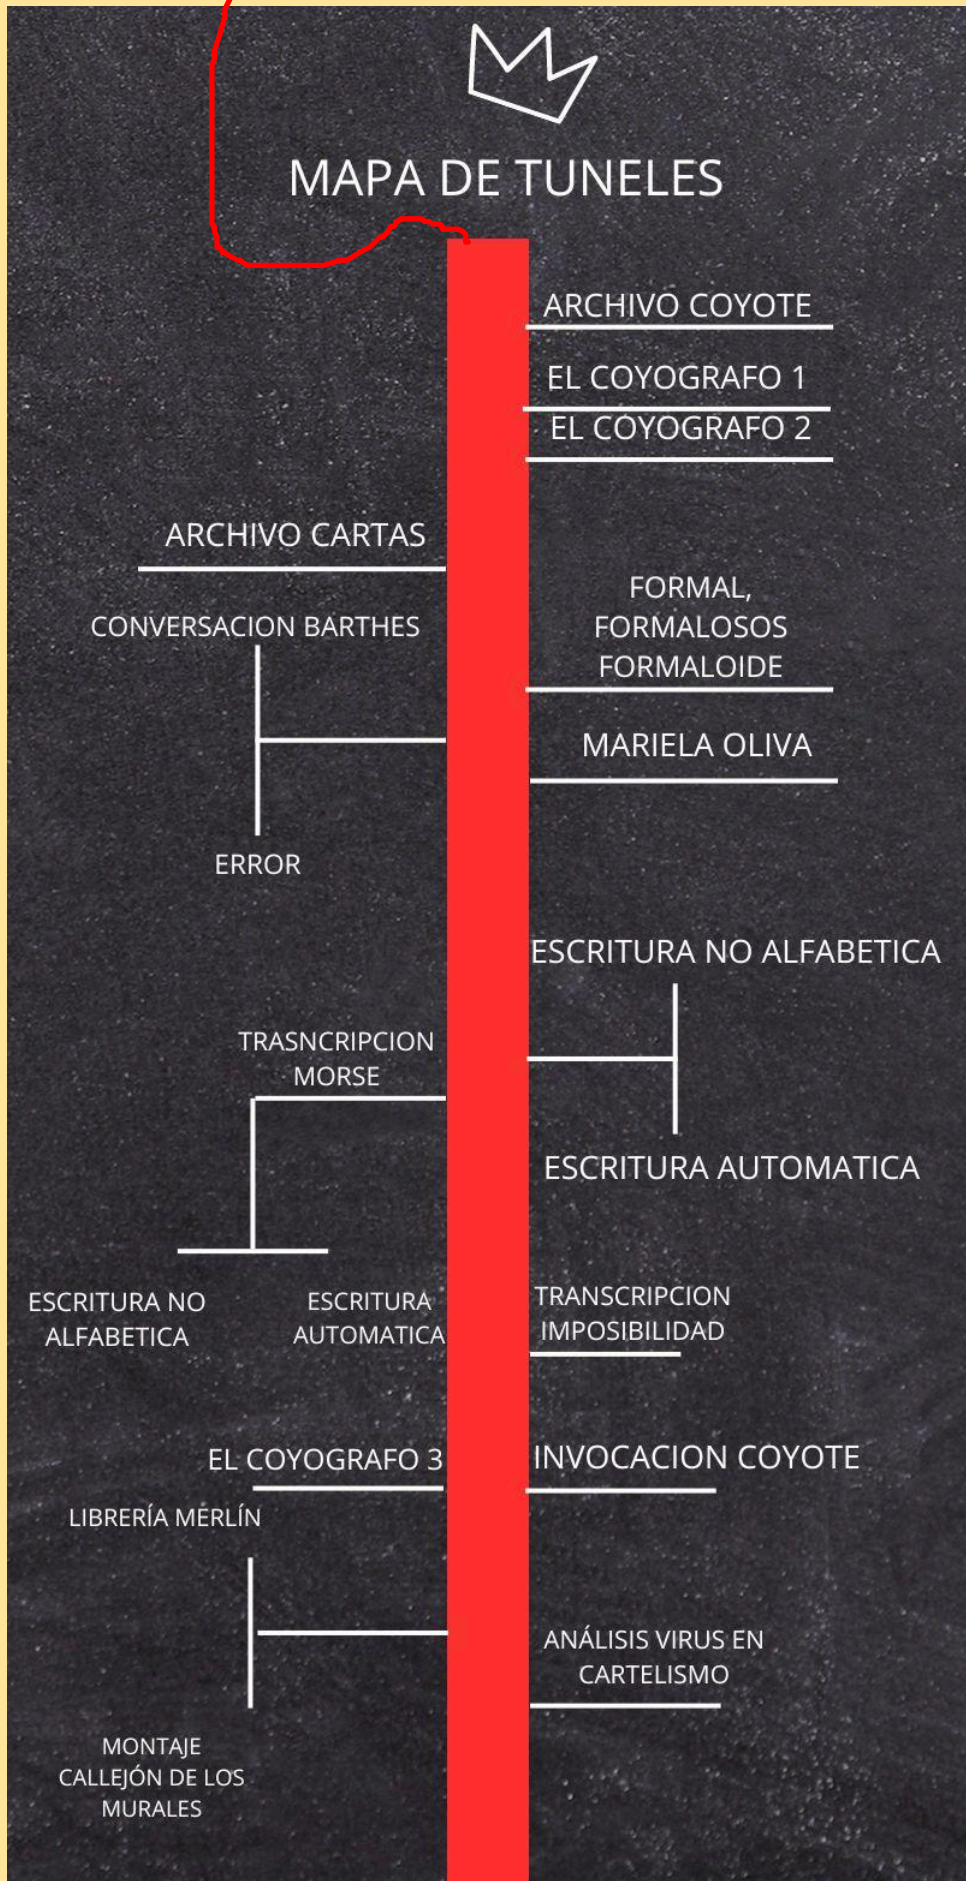 MAPA DE TUNELES
ARCHIVO COYOTE
EL COYOGRAFO 1
EL COYOGRAFO 2
ARCHIVO CARTAS
FORMAL,
FORMALOSOS
FORMALOIDE
CONVERSACION BARTHES
MARIELA OLIVA
ERROR
ESCRITURA NO ALFABETICA
TRASNCRIPCION
MORSE
ESCRITURA AUTOMATICA
ESCRITURA NO
ALFABETICA
ESCRITURA
AUTOMATICA
TRANSCRIPCION
IMPOSIBILIDAD
EL COYOGRAFO 3
INVOCACION COYOTE
LIBRERÍA MERLÍN
ANÁLISIS VIRUS EN
CARTELISMO
MONTAJE
CALLEJÓN DE LOS
MURALES